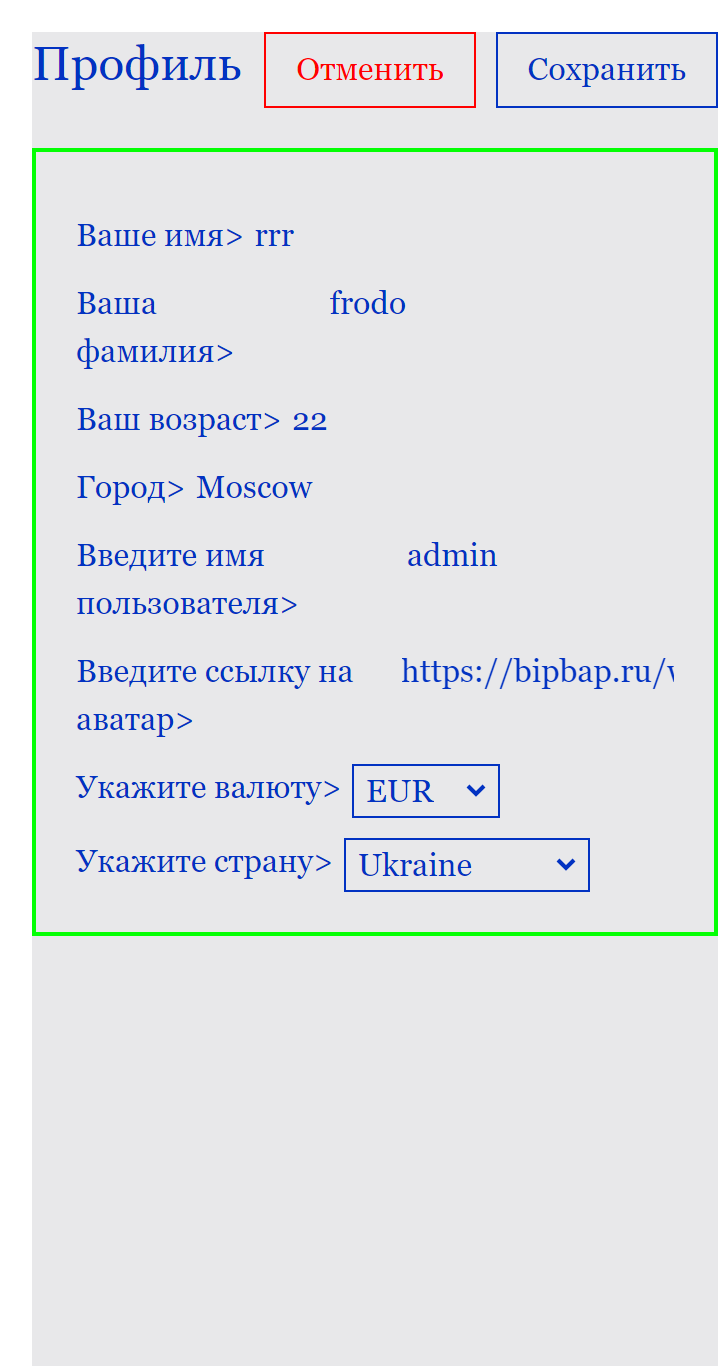 Профиль Отменить Сохранить
Ваше имя> rrr
Ваша frodo
фамилия>
Ваш возраст> 22
Город> Moscow
Введите имя admin
пользователя>
Введите ссылку на https://bipbap.ru/
аватар>
Укажите валюту> EUR
Укажите страну> Ukraine